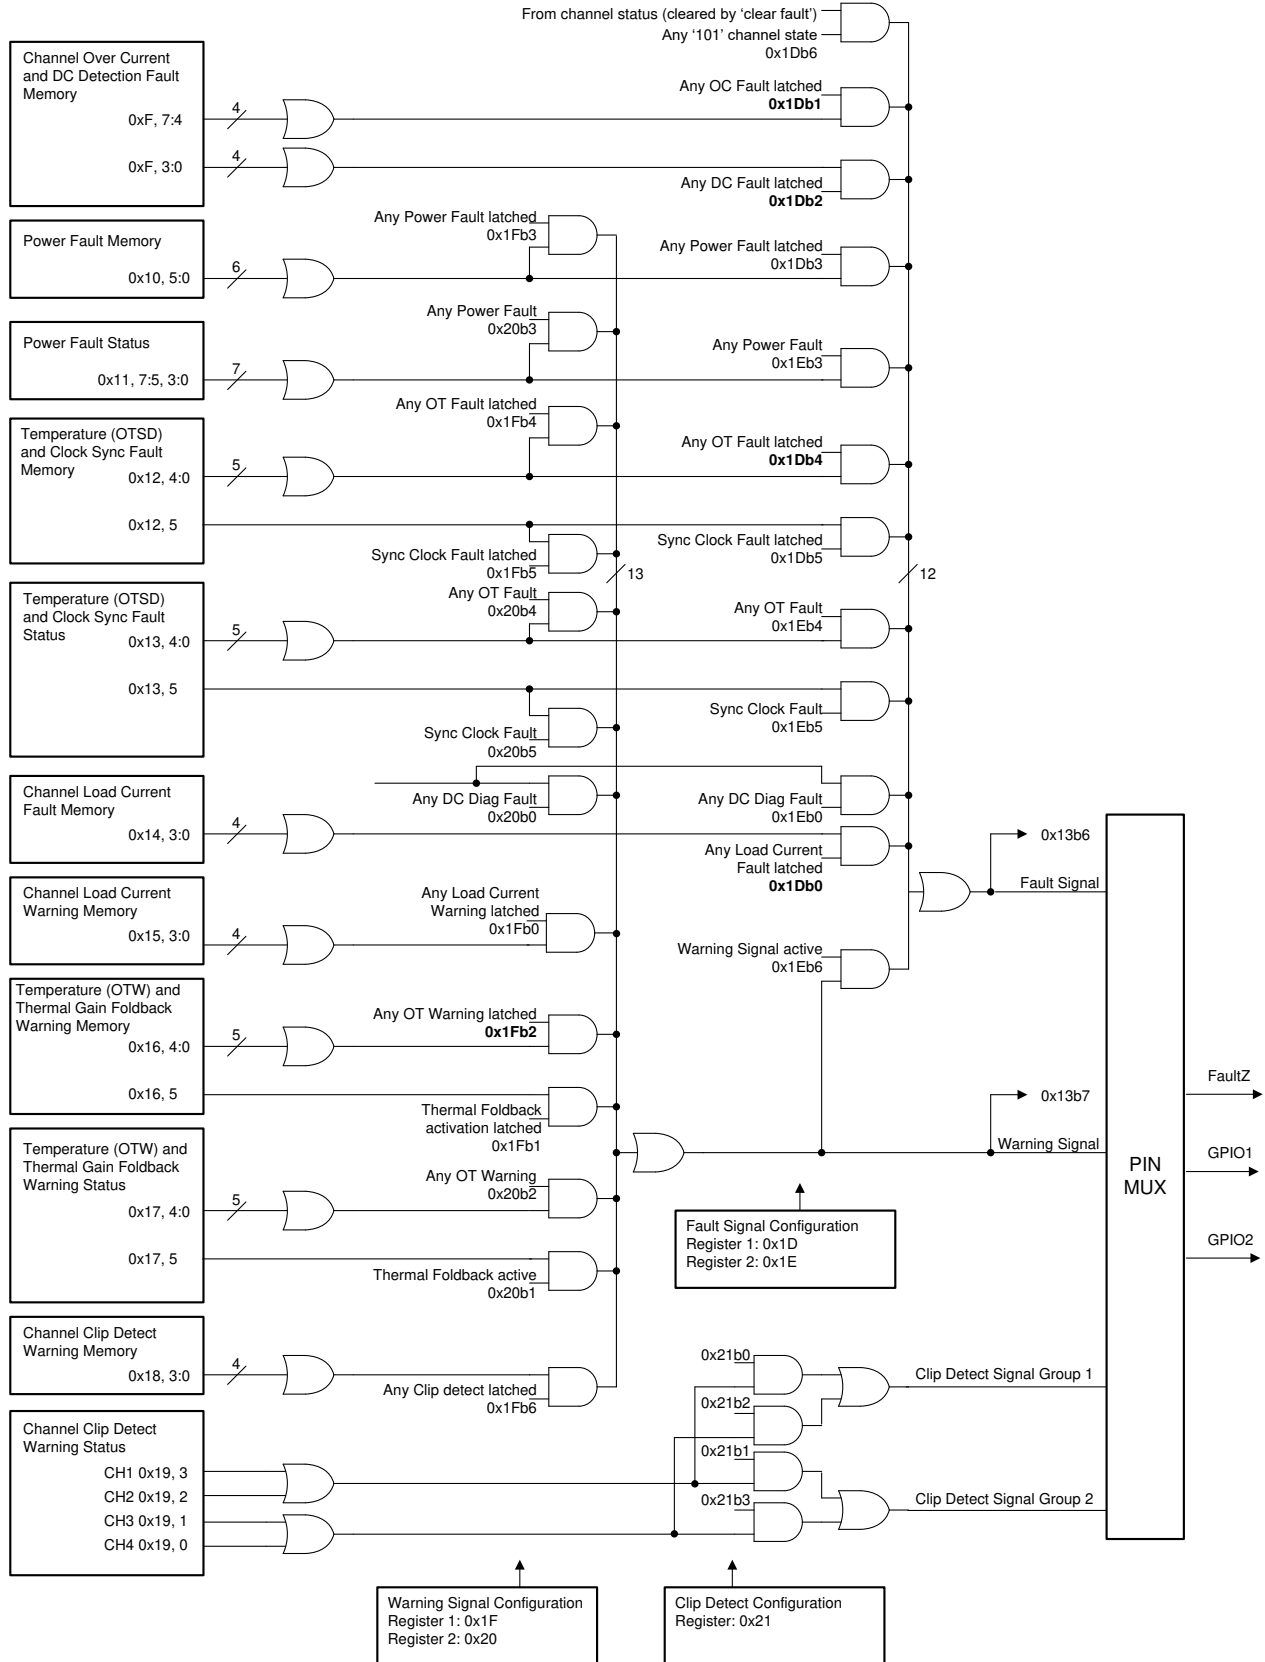 From channel status (cleared by ‘clear fault’)
Any ‘101’ channel state
0x1Db6
Channel Over Current
and DC Detection Fault
Memory
0xF, 7:4
4
0xF, 3:0
4
Any OC Fault latched
0x1Db1
Any DC Fault latched
0x1Db2
Power Fault Memory
0x10, 5:0
6
Any Power Fault latched
0x1Fb3
Any Power Fault latched
0x1Db3
Power Fault Status
0x11, 7:5, 3:0
7
Any Power Fault
0x20b3
Any Power Fault
0x1Eb3
Temperature (OTSD)
and Clock Sync Fault
Memory
0x12, 4:0
5
0x12, 5
Any OT Fault latched
0x1Fb4
Any OT Fault latched
0x1Db4
Sync Clock Fault latched
0x1Fb5
13
Sync Clock Fault latched
0x1Db5
12
Temperature (OTSD)
and Clock Sync Fault
Status
0x13, 4:0
5
0x13, 5
Any OT Fault
0x20b4
Any OT Fault
0x1Eb4
Sync Clock Fault
0x20b5
Sync Clock Fault
0x1Eb5
Channel Load Current
Fault Memory
0x14, 3:0
4
Any DC Diag Fault
0x20b0
Any DC Diag Fault
0x1Eb0
Any Load Current
Fault latched
0x1Db0
0x13b6
Fault Signal
Channel Load Current
Warning Memory
0x15, 3:0
4
Any Load Current
Warning latched
0x1Fb0
Warning Signal active
0x1Eb6
Temperature (OTW) and
Thermal Gain Foldback
Warning Memory
0x16, 4:0
5
0x16, 5
Any OT Warning latched
0x1Fb2
Thermal Foldback
activation latched
0x1Fb1
0x13b7
Warning Signal
Temperature (OTW) and
Thermal Gain Foldback
Warning Status
0x17, 4:0
5
0x17, 5
Any OT Warning
0x20b2
Thermal Foldback active
0x20b1
Fault Signal Configuration
Register 1: 0x1D
Register 2: 0x1E
PIN
MUX
FaultZ
GPIO1
GPIO2
Channel Clip Detect
Warning Memory
0x18, 3:0
4
Any Clip detect latched
0x1Fb6
Channel Clip Detect
Warning Status
CH1 0x19, 3
CH2 0x19, 2
CH3 0x19, 1
CH4 0x19, 0
0x21b0
0x21b2
0x21b1
0x21b3
Clip Detect Signal Group 1
Clip Detect Signal Group 2
Warning Signal Configuration
Register 1: 0x1F
Register 2: 0x20
Clip Detect Configuration
Register: 0x21